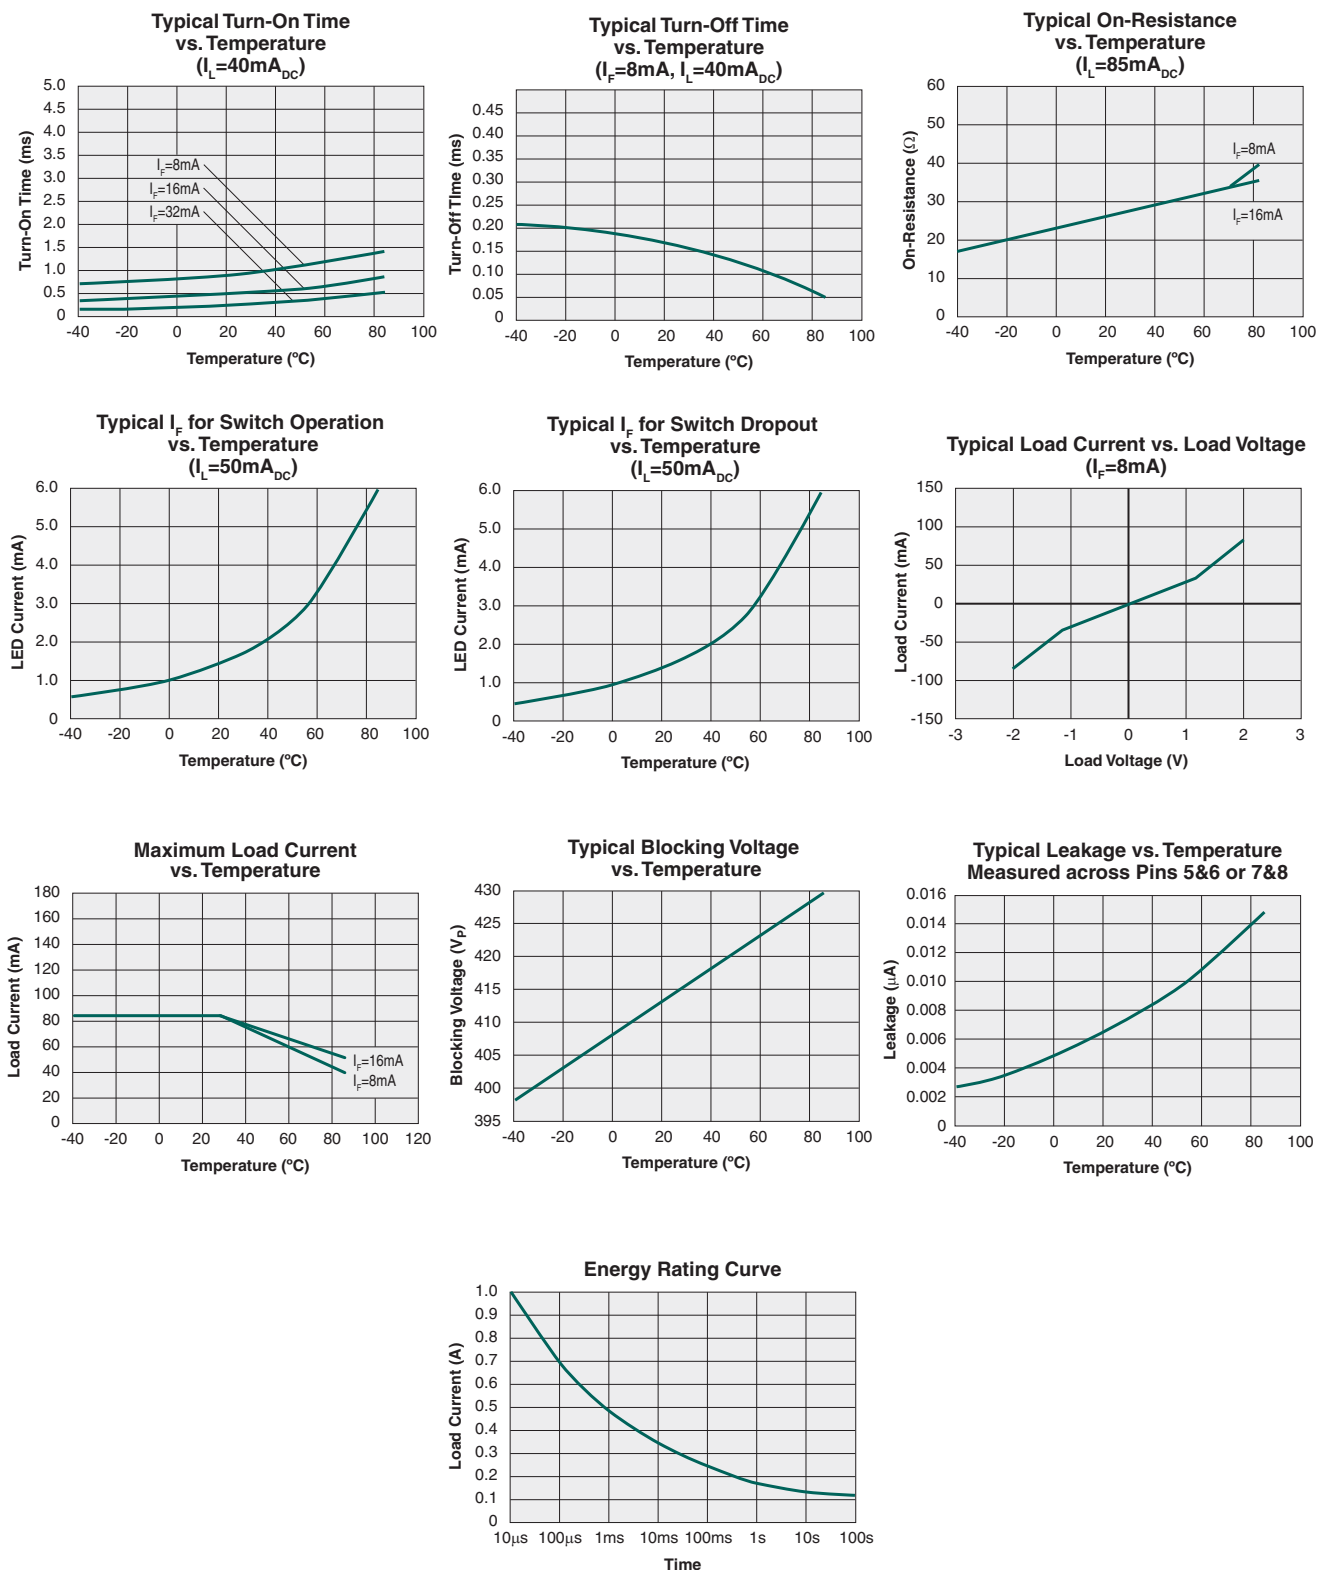 Typical Turn-On Time
vs. Temperature
(IL=40mADC)
5.0
4.5
4.0
3.5
3.0
2.5
2.0
1.5
1.0
0.5
0
Turn-On Time (ms)
IF=8mA
IF=16mA
IF=32mA
-40 -20 0 20 40 60 80 100
Temperature (ºC)
Typical Turn-Off Time
vs. Temperature
(IF=8mA, IL=40mADC)
0.45
0.40
0.35
0.30
0.25
0.20
0.15
0.10
0.05
0
Turn-Off TIme (ms)
-40 -20 0 20 40 60 80 100
Temperature (ºC)
Typical On-Resistance
vs. Temperature
(IL=85mADC)
60
50
40
30
20
10
0
On-Resistance (Ω)
IF=8mA
IF=16mA
-40 -20 0 20 40 60 80 100
Temperature (ºC)
Typical IF for Switch Operation
vs. Temperature
(IL=50mADC)
6.0
5.0
4.0
3.0
2.0
1.0
0
LED Current (mA)
-40 -20 0 20 40 60 80 100
Temperature (ºC)
Typical IF for Switch Dropout
vs. Temperature
(IL=50mADC)
6.0
5.0
4.0
3.0
2.0
1.0
0
LED Current (mA)
-40 -20 0 20 40 60 80 100
Temperature (ºC)
Typical Load Current vs. Load Voltage
(IF=8mA)
150
100
50
0
-50
-100
-150
Load Current (mA)
-3 -2 -1 0 1 2 3
Load Voltage (V)
Maximum Load Current
vs. Temperature
180
160
140
120
100
80
60
40
20
0
Load Current (mA)
IF=16mA
IF=8mA
-40 -20 0 20 40 60 80 100 120
Temperature (ºC)
Typical Blocking Voltage
vs. Temperature
430
425
420
415
410
405
400
395
Blocking Voltage (VP)
-40 -20 0 20 40 60 80 100
Temperature (ºC)
Typical Leakage vs. Temperature
Measured across Pins 5&6 or 7&8
0.016
0.014
0.012
0.010
0.008
0.006
0.004
0.002
0
Leakage (μA)
-40 -20 0 20 40 60 80 100
Temperature (ºC)
Energy Rating Curve
1.0
0.9
0.8
0.7
0.6
0.5
0.4
0.3
0.2
0.1
0
Load Current (A)
10μs 100μs 1ms 10ms 100ms 1s 10s 100s
Time